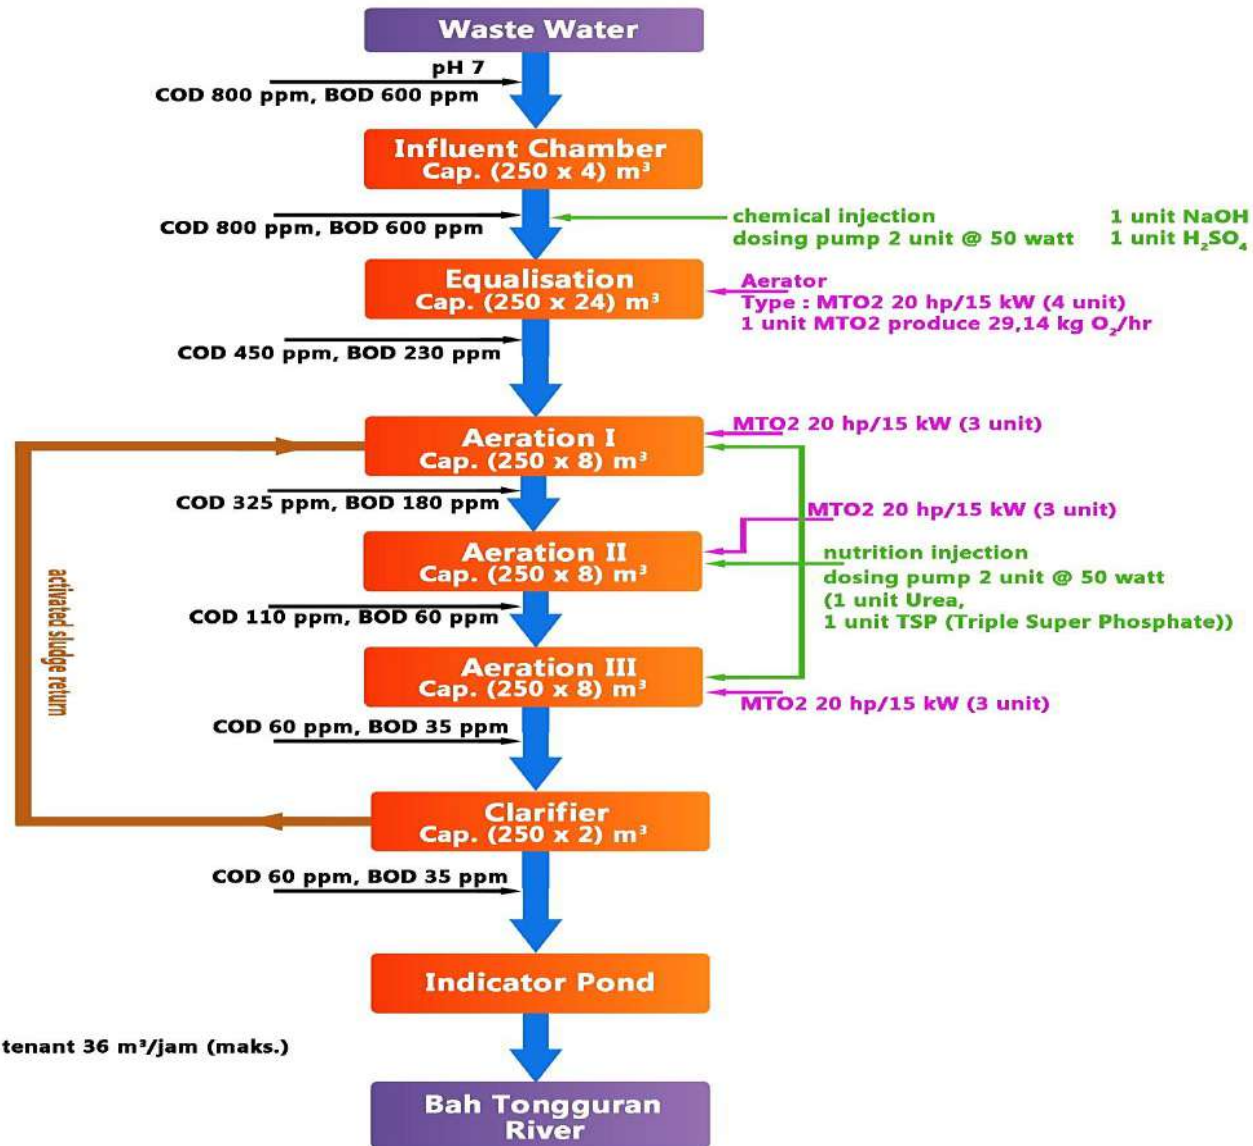 Waste Water
pH 7
COD 800 ppm, BOD 600 ppm
Influent Chamber
Cap. (250 x 4) m³
COD 800 ppm, BOD 600 ppm
chemical injection 1 unit NaOH
dosing pump 2 unit @ 50 watt 1 unit H₂SO₄
Equalisation
Cap. (250 x 24) m³
Aerator
Type : MTO2 20 hp/15 kW (4 unit)
1 unit MTO2 produce 29,14 kg O₂/hr
COD 450 ppm, BOD 230 ppm
Aeration I
Cap. (250 x 8) m³
MTO2 20 hp/15 kW (3 unit)
COD 325 ppm, BOD 180 ppm
MTO2 20 hp/15 kW (3 unit)
Aeration II
Cap. (250 x 8) m³
nutrition injection
dosing pump 2 unit @ 50 watt
(1 unit Urea,
1 unit TSP (Triple Super Phosphate))
activated sludge return
COD 110 ppm, BOD 60 ppm
Aeration III
Cap. (250 x 8) m³
MTO2 20 hp/15 kW (3 unit)
COD 60 ppm, BOD 35 ppm
Clarifier
Cap. (250 x 2) m³
COD 60 ppm, BOD 35 ppm
Indicator Pond
tenant 36 m³/jam (maks.)
Bah Tongguran
River